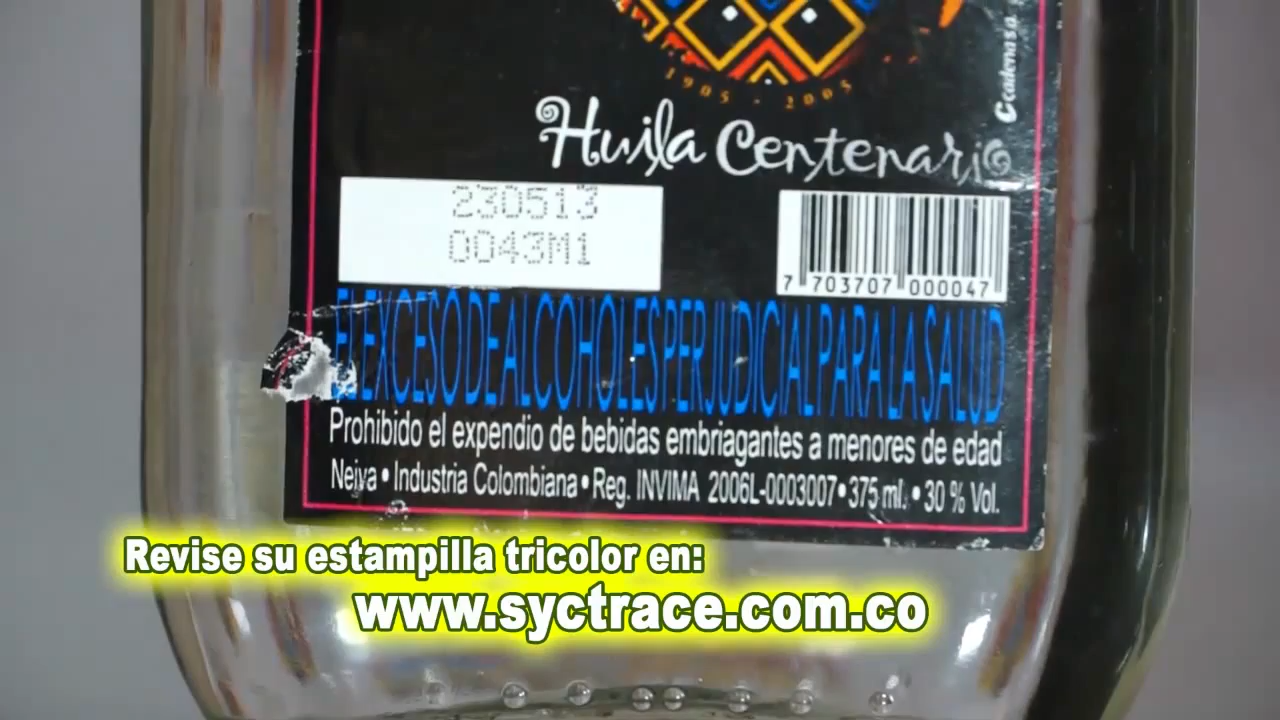 1905 - 2005
Ccadenasa
Huila Centenario
230513
0043M1
7 703707 000047
EL EXCESO DE ALCOHOL ES PERJUDICIAL PARA LA SALUD
Prohibido el expendio de bebidas embriagantes a menores de edad
Neiva • Industria Colombiana • Reg. INVIMA 2006L-0003007 • 375 ml. • 30 % Vol.
Revise su estampilla tricolor en:
www.syctrace.com.co